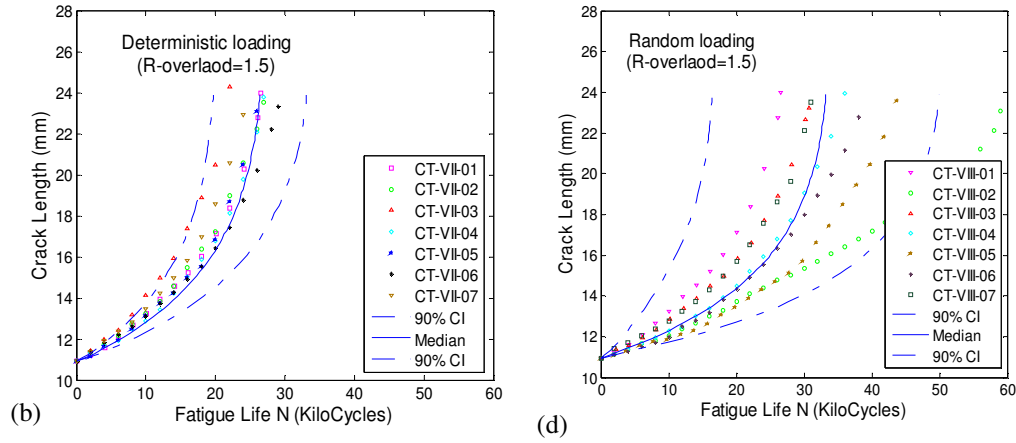 28
26
24
22
20
18
16
14
12
10
Crack Length (mm)
Deterministic loading
(R-overlaod=1.5)
CT-VII-01
CT-VII-02
CT-VII-03
CT-VII-04
CT-VII-05
CT-VII-06
CT-VII-07
90% CI
Median
90% CI
0 10 20 30 40 50 60
Fatigue Life N (KiloCycles)
(b)
28
26
24
22
20
18
16
14
12
10
Crack Length (mm)
Random loading
(R-overlaod=1.5)
CT-VIII-01
CT-VIII-02
CT-VIII-03
CT-VIII-04
CT-VIII-05
CT-VIII-06
CT-VIII-07
90% CI
Median
90% CI
0 10 20 30 40 50 60
Fatigue Life N (KiloCycles)
(d)